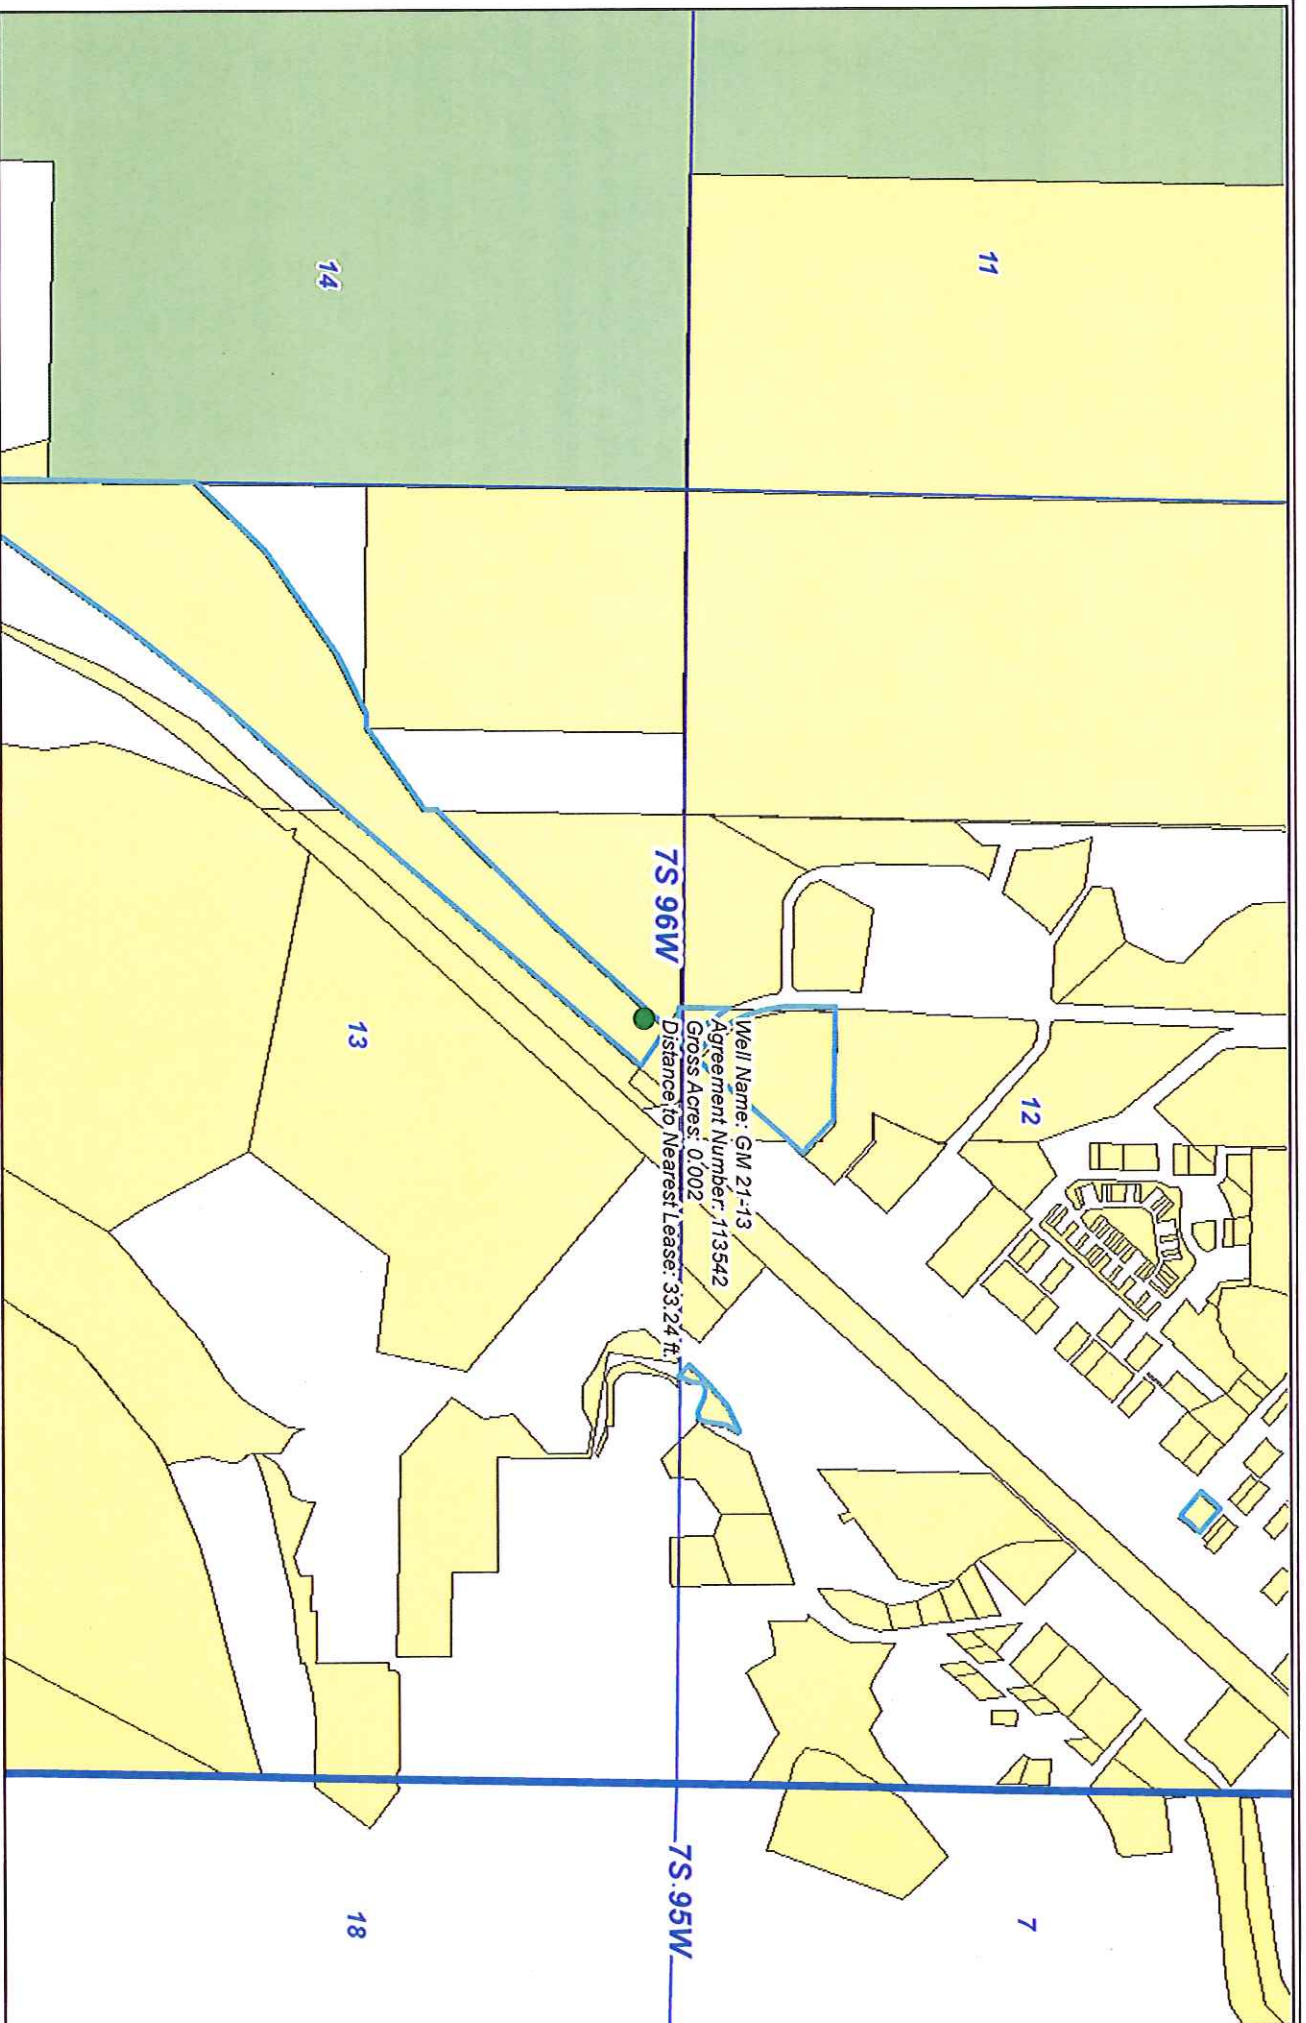 11
12
7
Well Name: GM 21-13
Agreement Number: 113542
Gross Acres: 0.002
Distance to Nearest Lease: 33.24 ft.
7S 96W
7S 95W
14
13
18